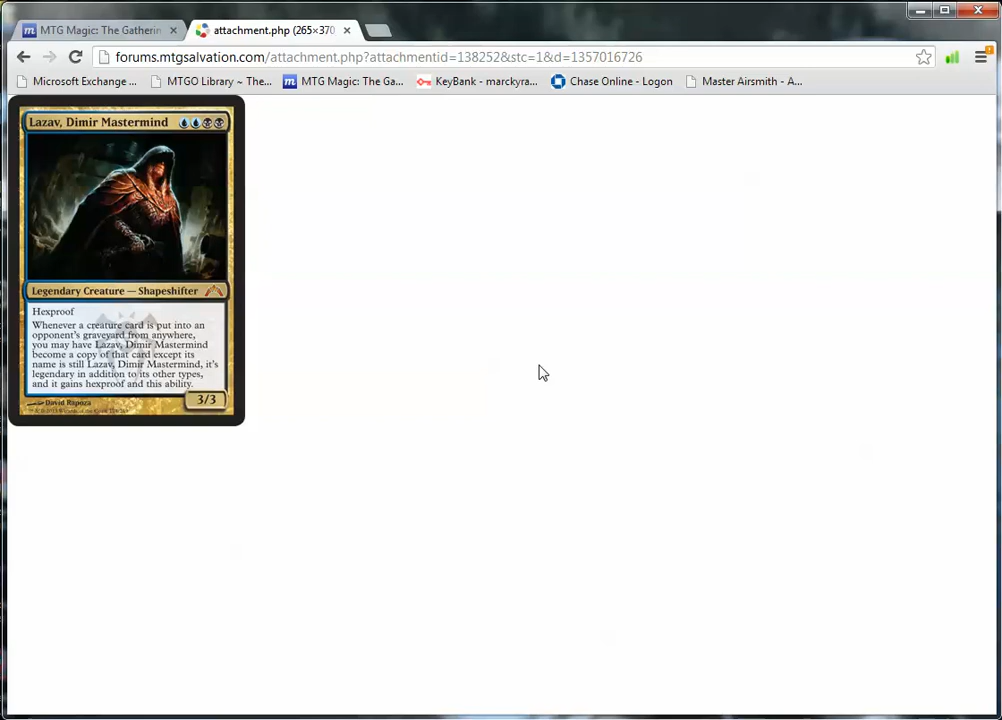 MTG Magic: The Gatherin
attachment.php (265×370
forums.mtgsalvation.com/attachment.php?attachmentid=138252&stc=1&d=1357016726
Microsoft Exchange ...
MTGO Library ~ The...
MTG Magic: The Ga...
KeyBank - marckyra...
Chase Online - Logon
Master Airsmith - A...
Lazav, Dimir Mastermind
Legendary Creature — Shapeshifter
Hexproof
Whenever a creature card is put into an
opponent's graveyard from anywhere,
you may have Lazav, Dimir Mastermind
become a copy of that card except its
name is still Lazav, Dimir Mastermind, it's
legendary in addition to its other types,
and it gains hexproof and this ability.
3/3
David Rapoza